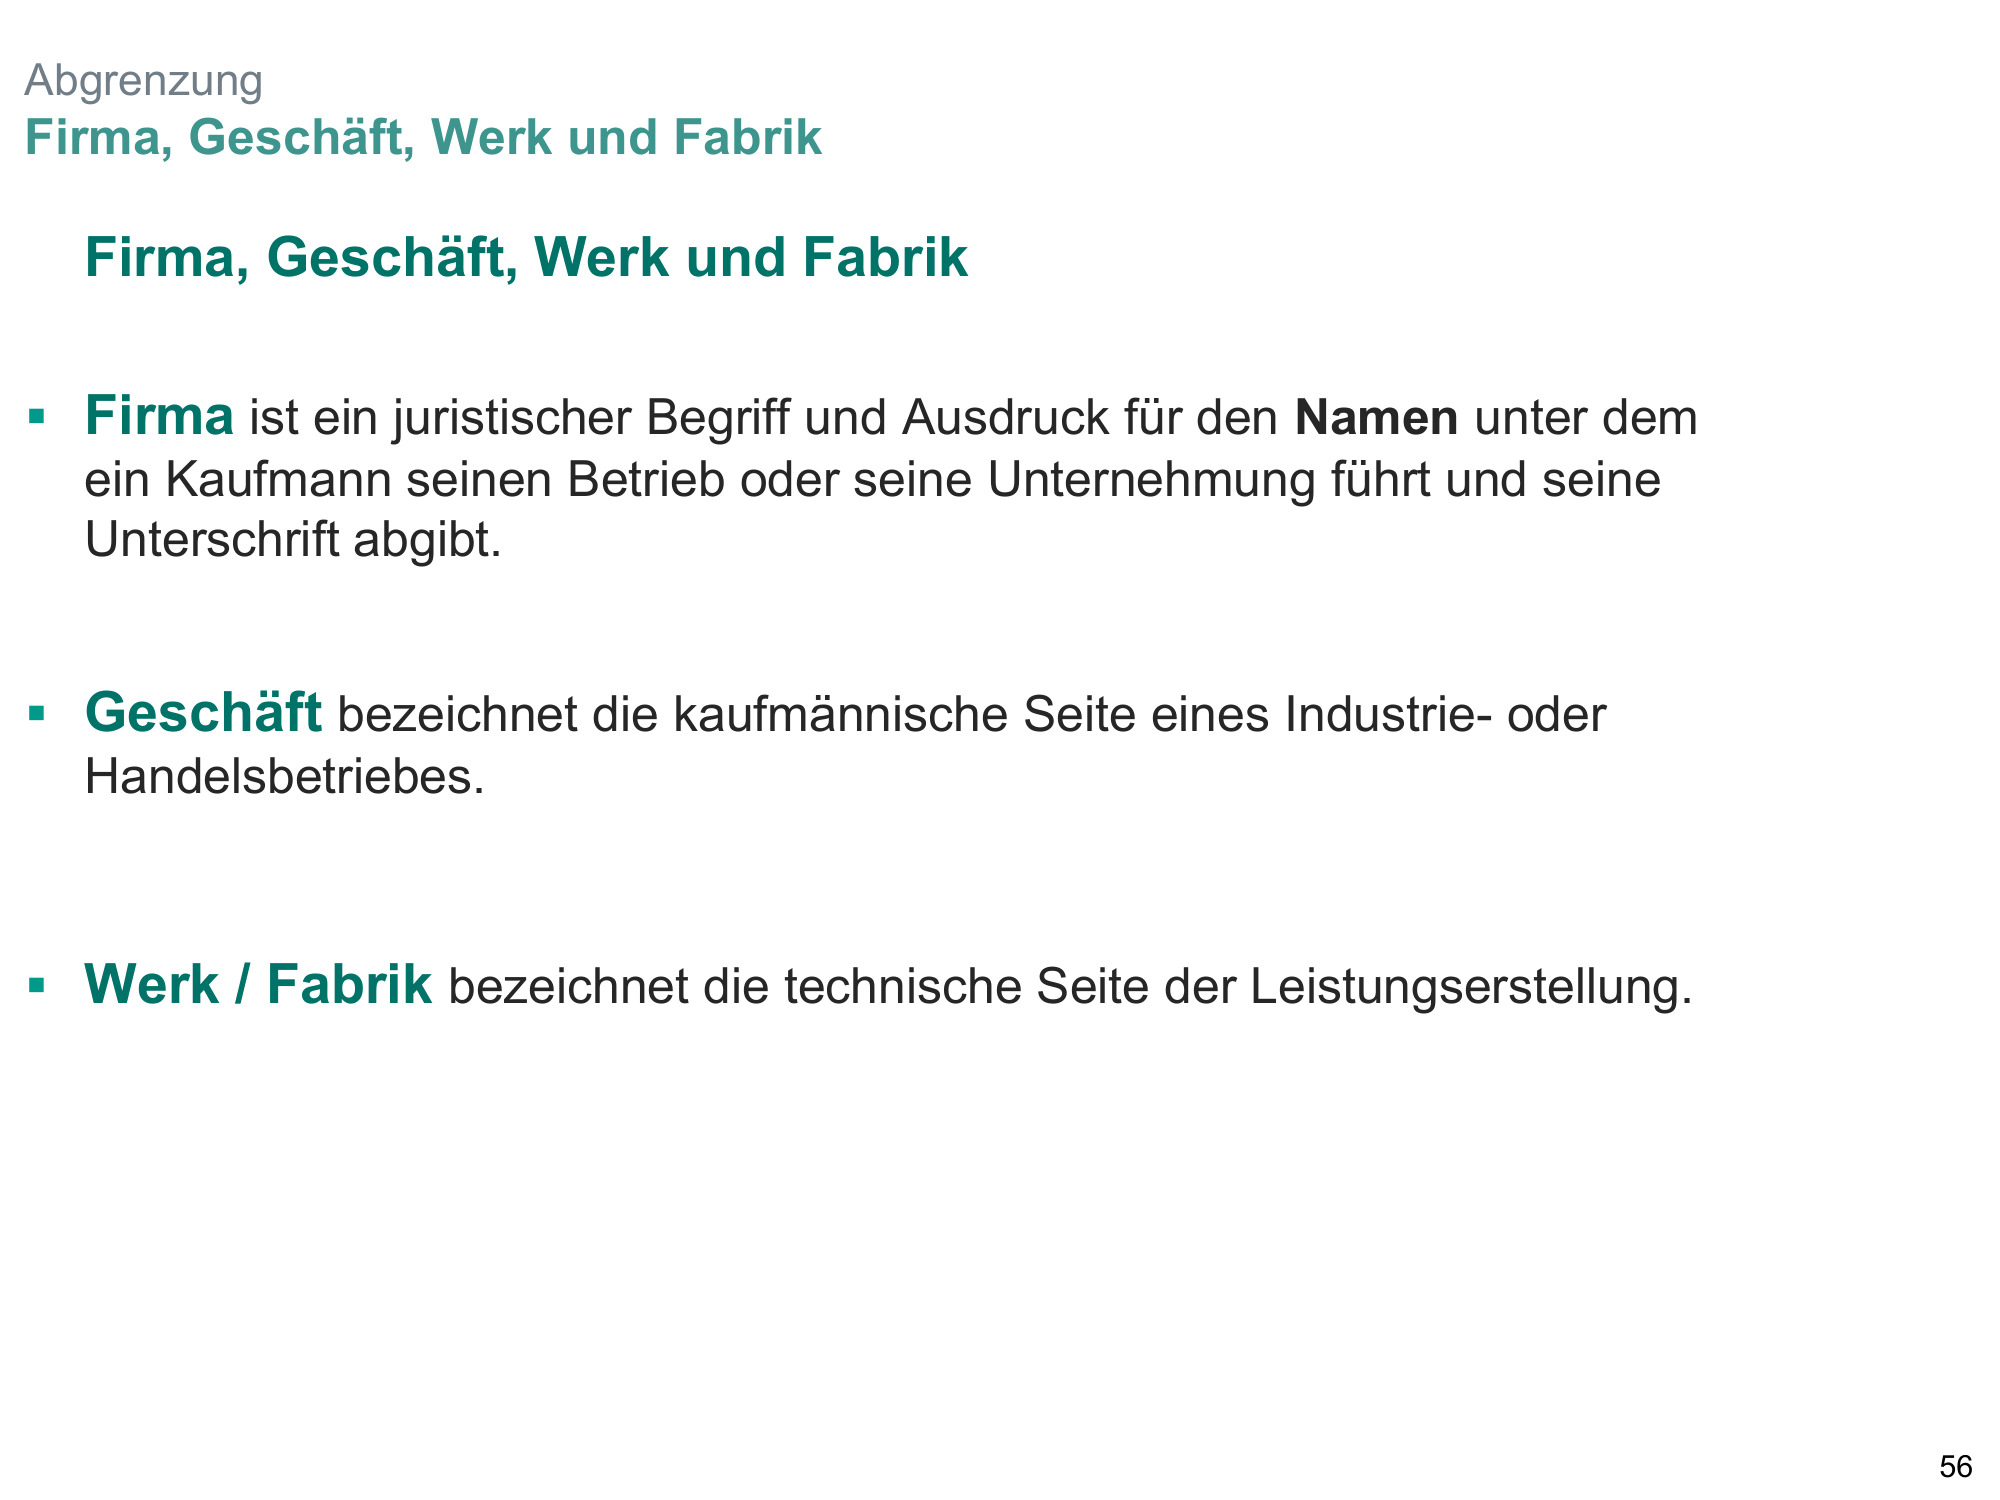 Abgrenzung
Firma, Geschäft, Werk und Fabrik
Firma, Geschäft, Werk und Fabrik
▪ Firma ist ein juristischer Begriff und Ausdruck für den Namen unter dem
ein Kaufmann seinen Betrieb oder seine Unternehmung führt und seine
Unterschrift abgibt.
▪ Geschäft bezeichnet die kaufmännische Seite eines Industrie- oder
Handelsbetriebes.
▪ Werk / Fabrik bezeichnet die technische Seite der Leistungserstellung.
56